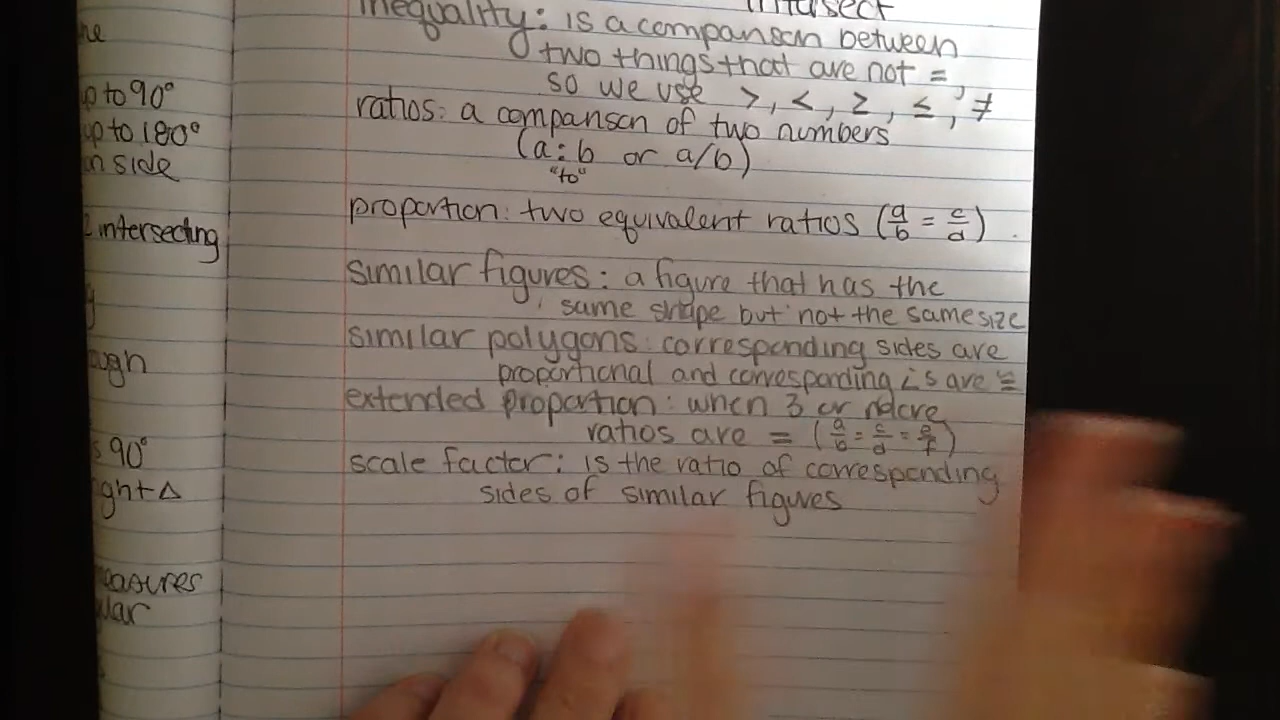 ne
up to 90°
up to 180°
in side
2 intersecting
y
ough
s 90°
ight Δ
easures
ular
intersect
inequality: is a comparison between
two things that are not =,
so we use >, <, ≥, ≤, ≠
ratios: a comparison of two numbers
(a:b or a/b)
"to"
proportion: two equivalent ratios (a/b = c/d)
similar figures: a figure that has the
same shape but not the same size
similar polygons: corresponding sides are
proportional and corresponding ∠s are ≅
extended proportion: when 3 or more
ratios are = (a/b = c/d = e/f)
scale factor: is the ratio of corresponding
sides of similar figures